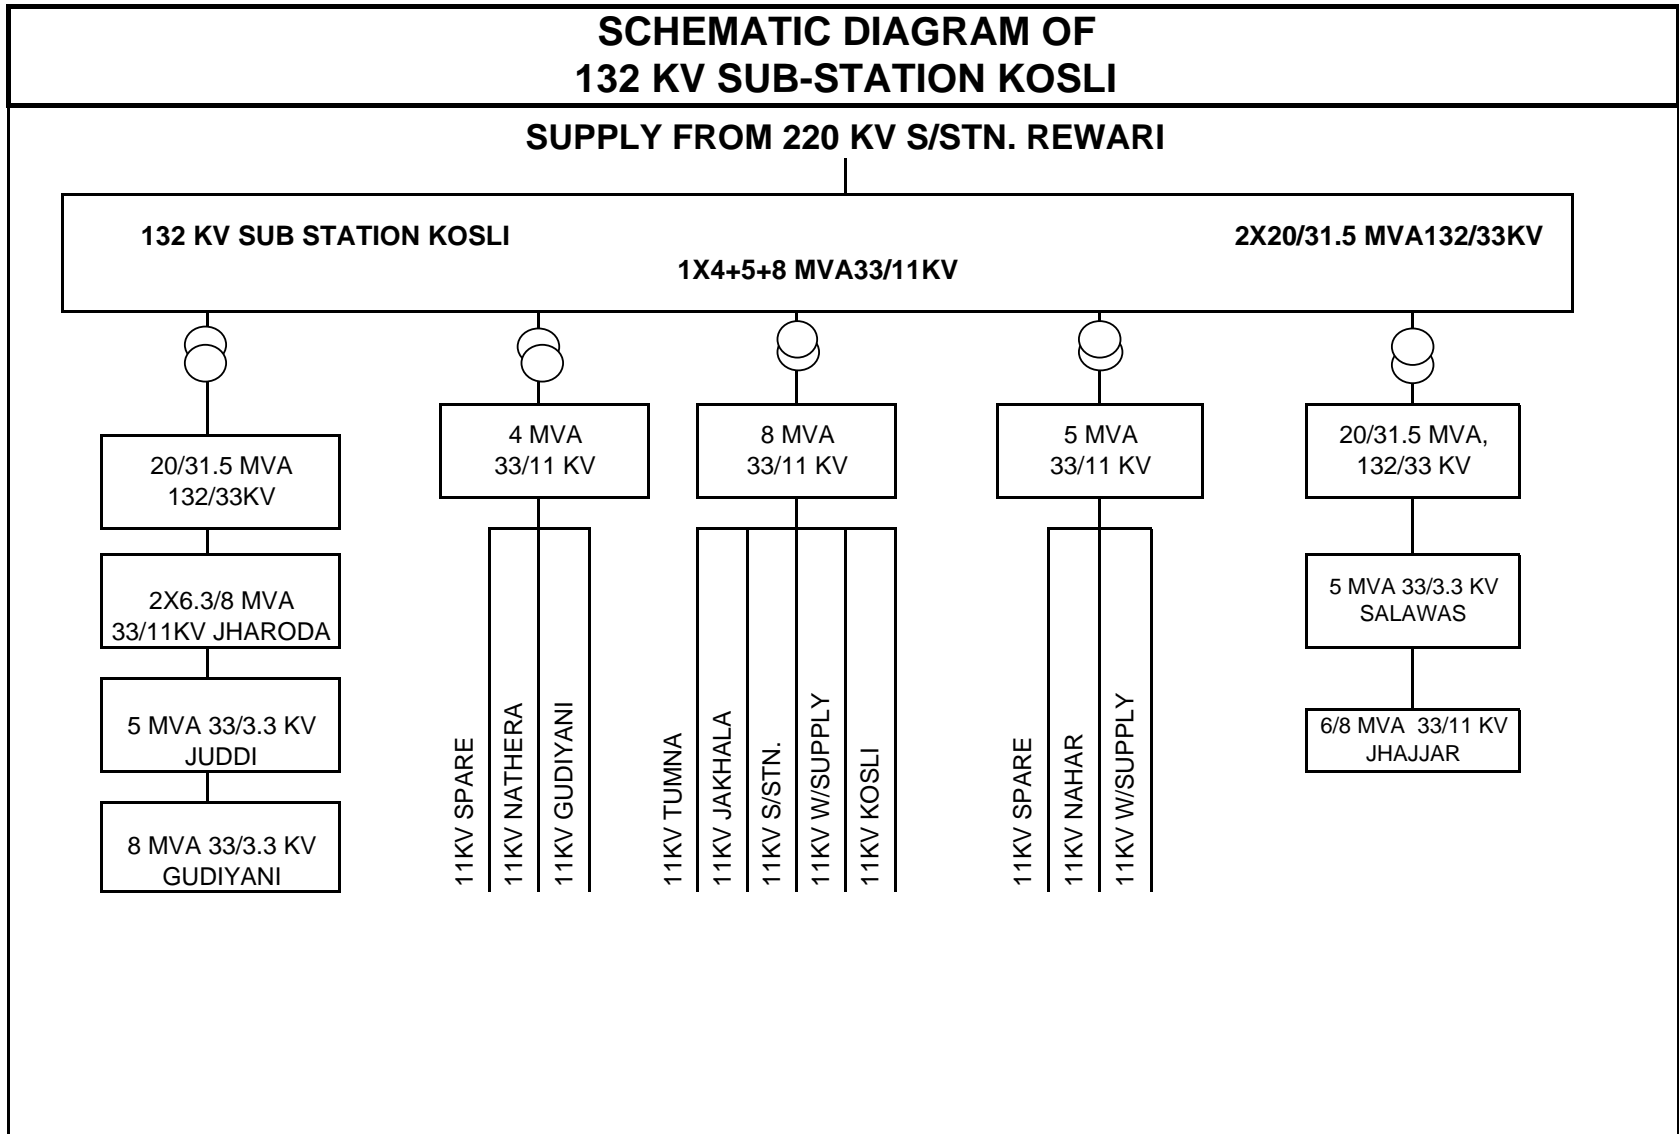 SCHEMATIC DIAGRAM OF
132 KV SUB-STATION KOSLI
SUPPLY FROM 220 KV S/STN. REWARI
132 KV SUB STATION KOSLI
2X20/31.5 MVA132/33KV
1X4+5+8 MVA33/11KV
20/31.5 MVA
132/33KV
2X6.3/8 MVA
33/11KV JHARODA
5 MVA 33/3.3 KV
JUDDI
8 MVA 33/3.3 KV
GUDIYANI
4 MVA
33/11 KV
11KV SPARE
11KV NATHERA
11KV GUDIYANI
8 MVA
33/11 KV
11KV TUMNA
11KV JAKHALA
11KV S/STN.
11KV W/SUPPLY
11KV KOSLI
5 MVA
33/11 KV
11KV SPARE
11KV NAHAR
11KV W/SUPPLY
20/31.5 MVA,
132/33 KV
5 MVA 33/3.3 KV
SALAWAS
6/8 MVA  33/11 KV
JHAJJAR